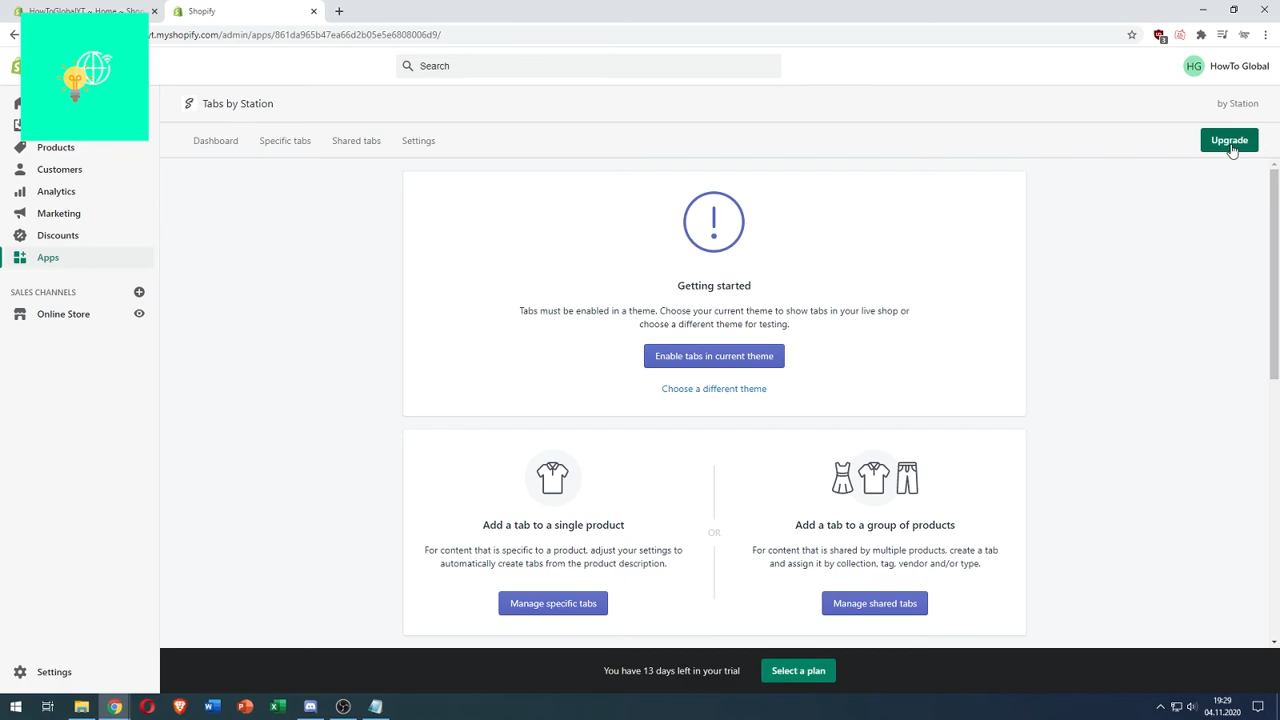 HowToGlobalYT ~ Home ~ Shop
Shopify
yt.myshopify.com/admin/apps/861da965b47ea66d2b05e5e6808006d9/
Search
HG
HowTo Global
3
Tabs by Station
by Station
Dashboard
Specific tabs
Shared tabs
Settings
Upgrade
Products
Customers
Analytics
Marketing
Discounts
Apps
SALES CHANNELS
Online Store
Settings
Getting started
Tabs must be enabled in a theme. Choose your current theme to show tabs in your live shop or
choose a different theme for testing.
Enable tabs in current theme
Choose a different theme
Add a tab to a single product
For content that is specific to a product, adjust your settings to
automatically create tabs from the product description.
Manage specific tabs
OR
Add a tab to a group of products
For content that is shared by multiple products, create a tab
and assign it by collection, tag, vendor and/or type.
Manage shared tabs
You have 13 days left in your trial
Select a plan
19:29
04.11.2020